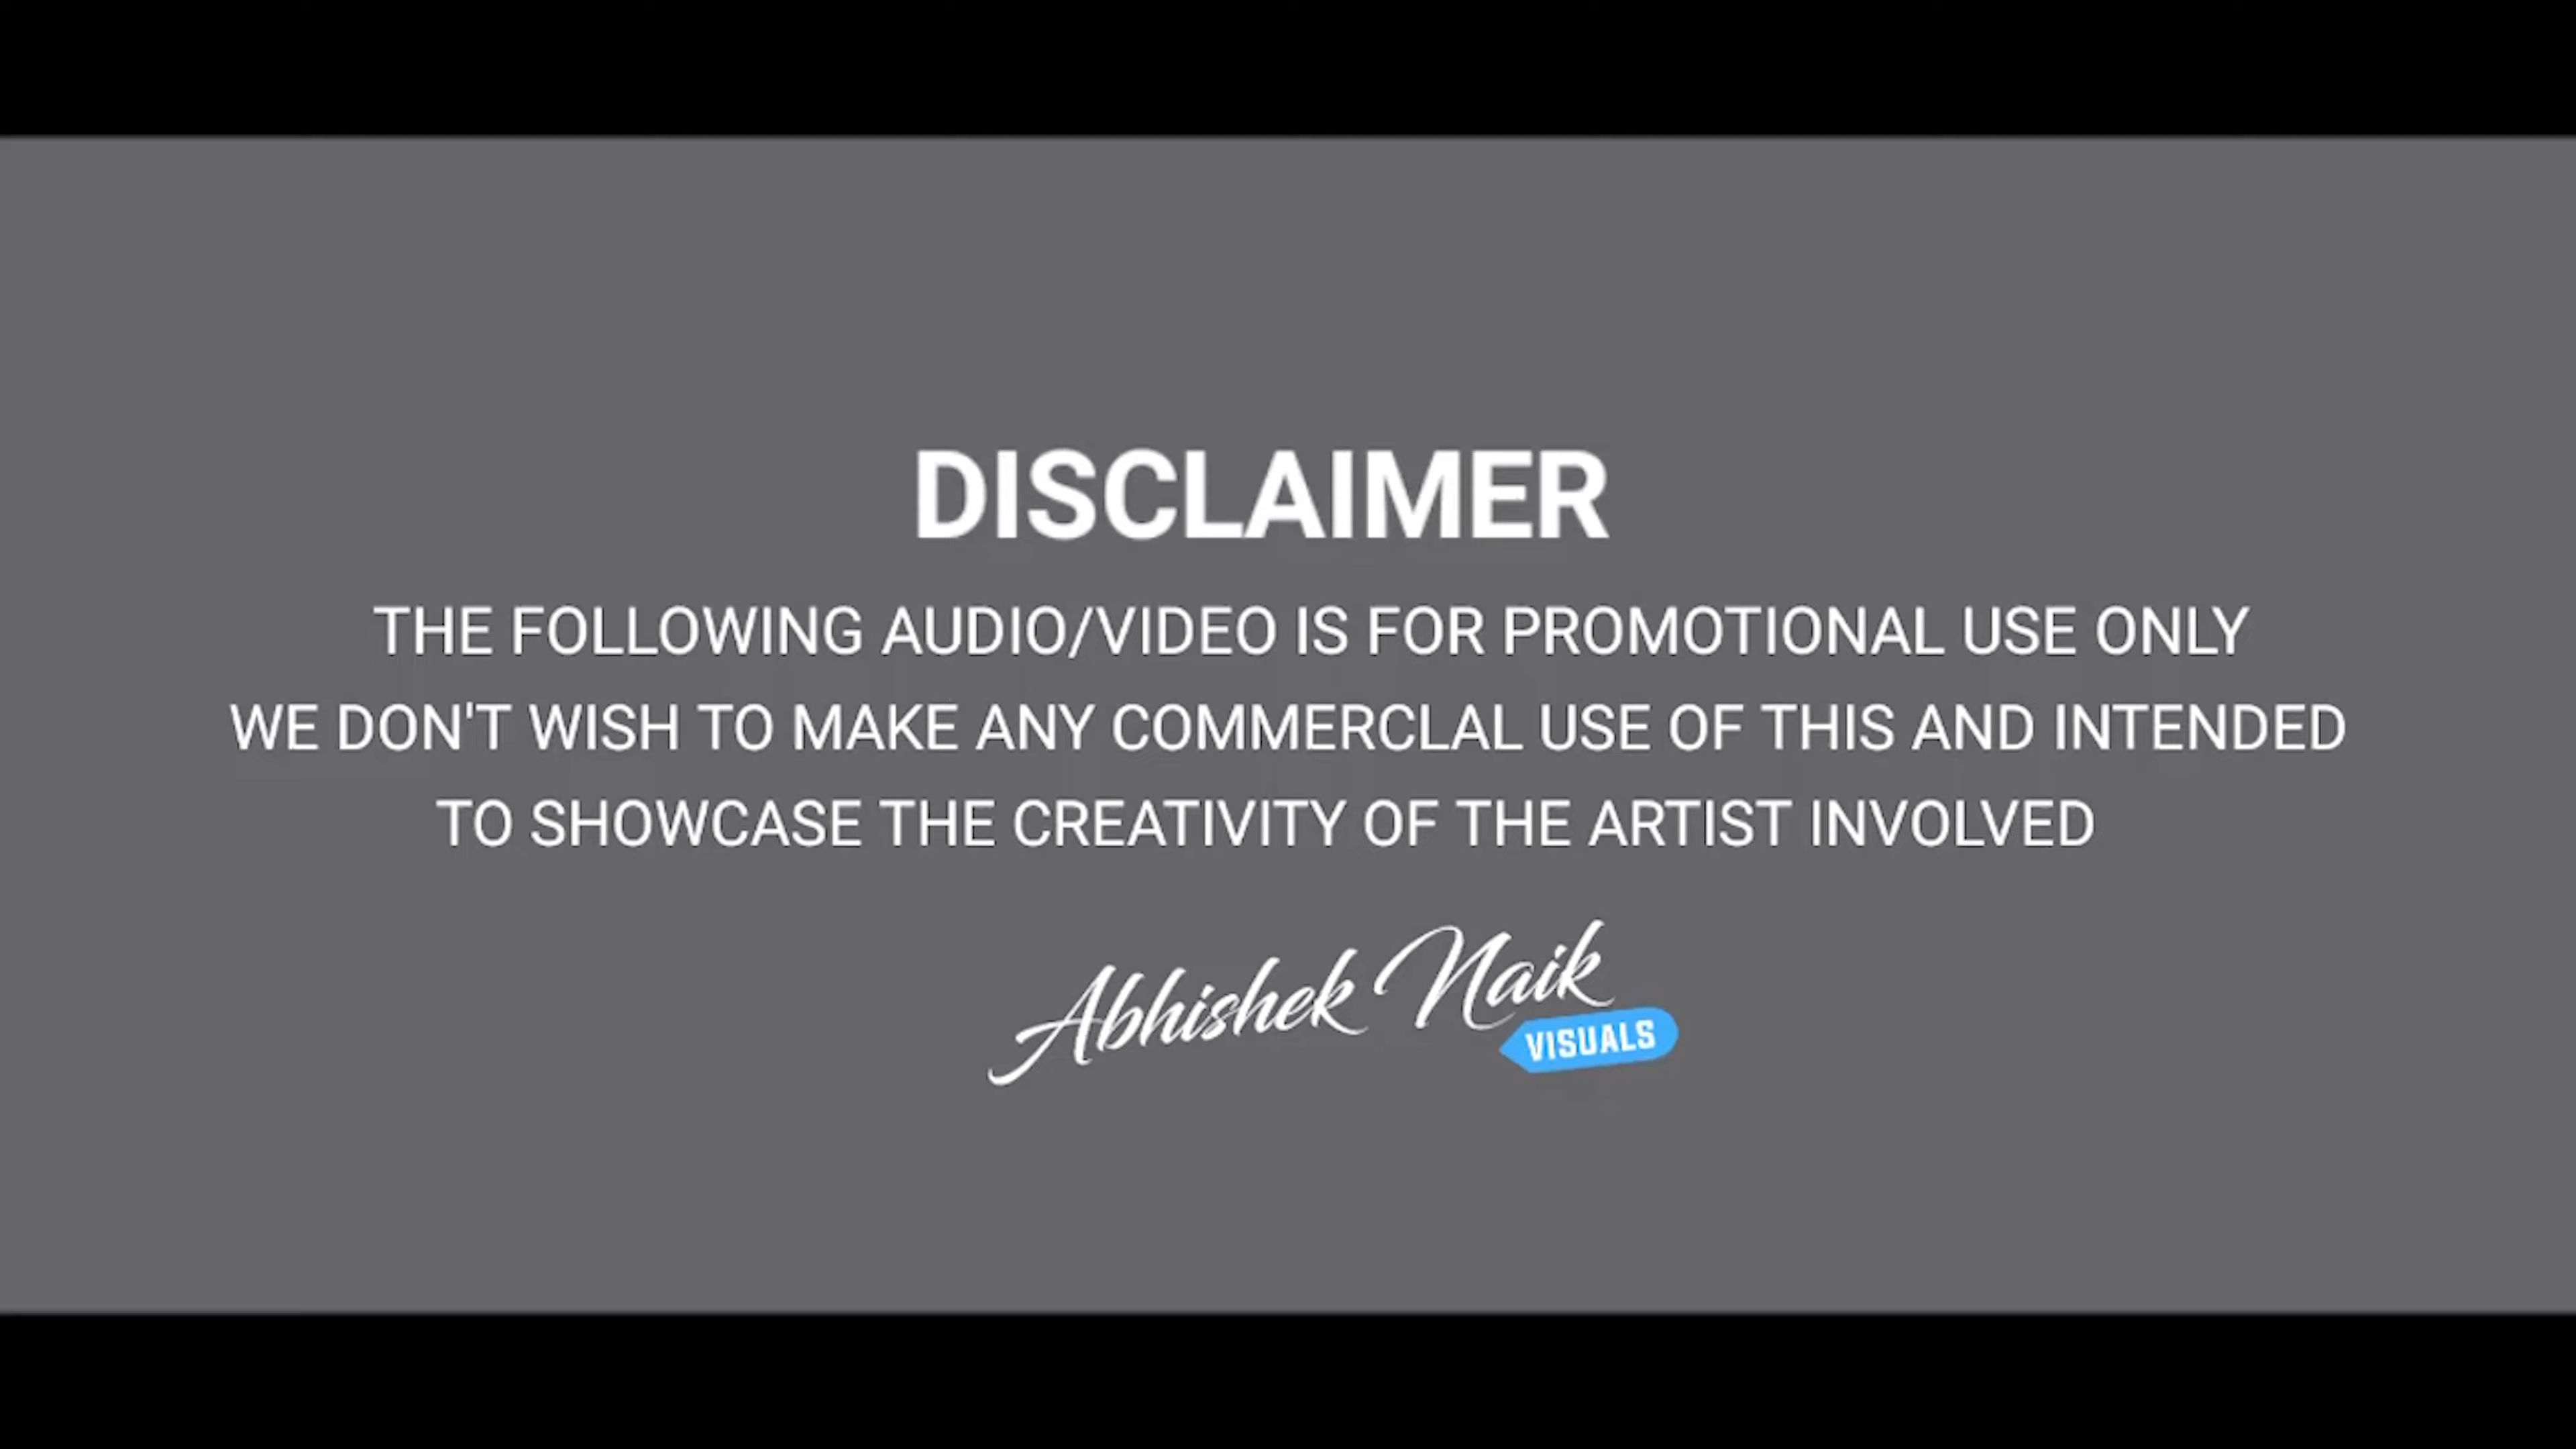 DISCLAIMER
THE FOLLOWING AUDIO/VIDEO IS FOR PROMOTIONAL USE ONLY
WE DON'T WISH TO MAKE ANY COMMERCLAL USE OF THIS AND INTENDED
TO SHOWCASE THE CREATIVITY OF THE ARTIST INVOLVED
Abhishek Naik
VISUALS